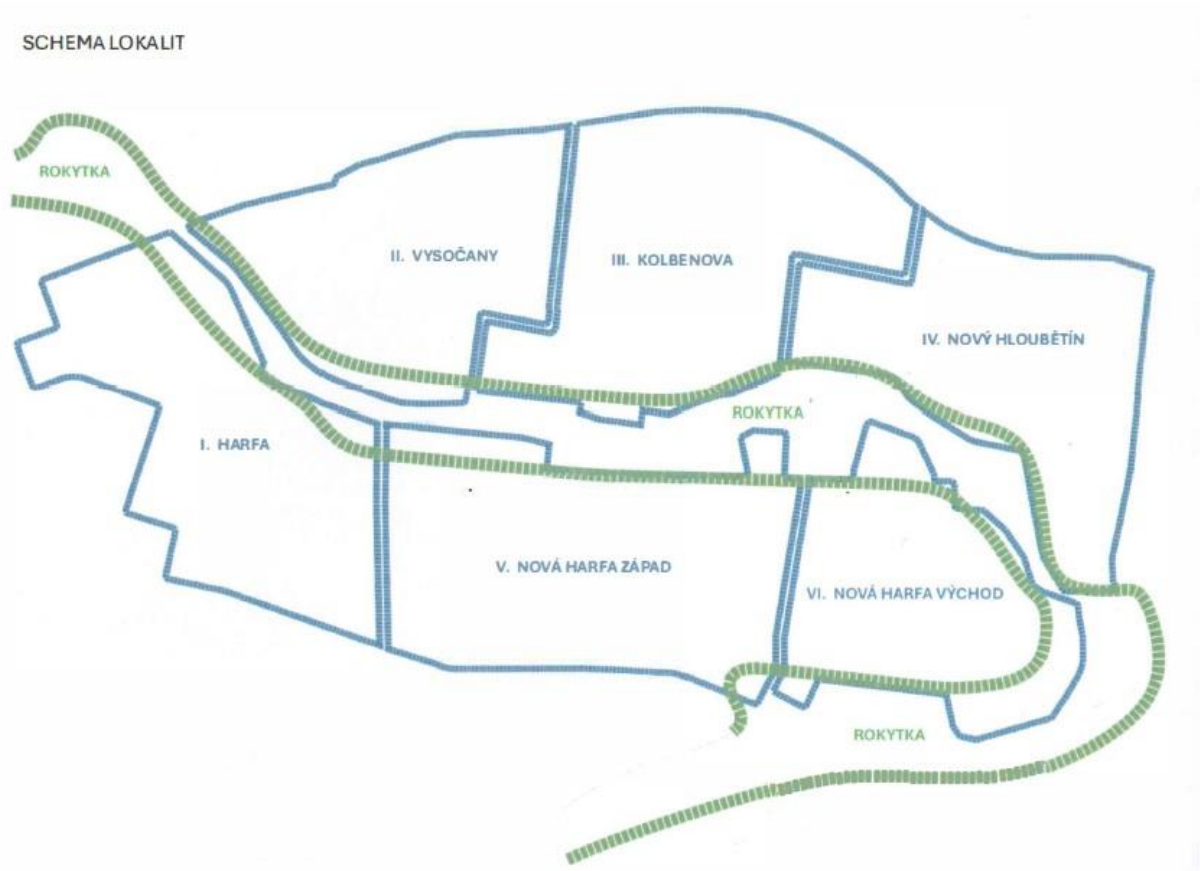 SCHEMA LOKALIT
ROKYTKA
II. VYSOČANY
III. KOLBENOVA
IV. NOVÝ HLOUBĚTÍN
ROKYTKA
I. HARFA
V. NOVÁ HARFA ZÁPAD
VI. NOVÁ HARFA VÝCHOD
ROKYTKA